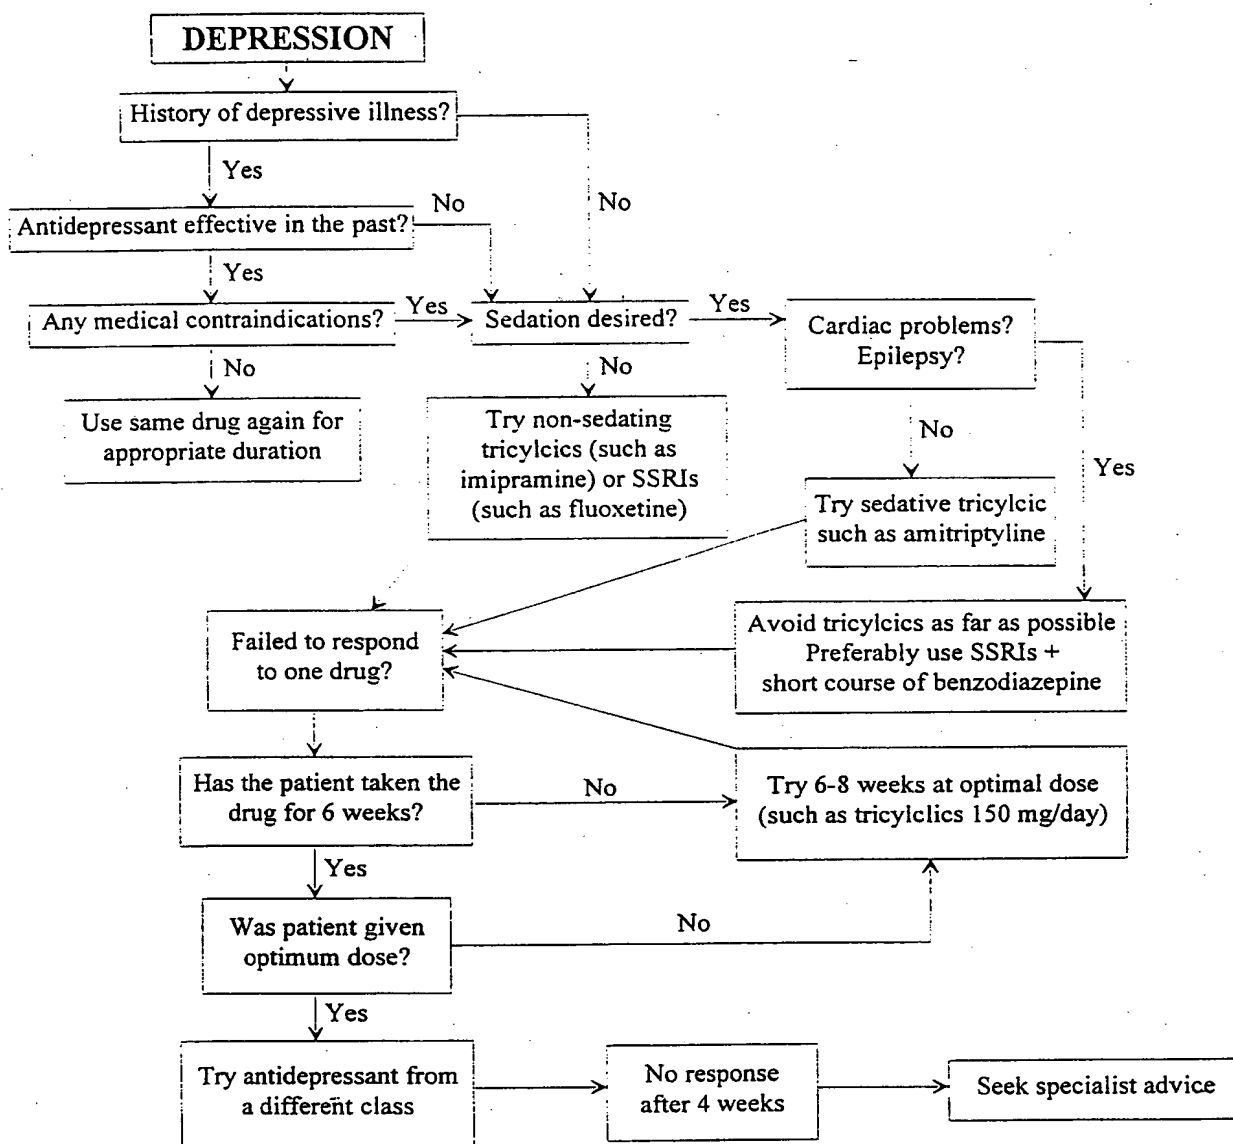 DEPRESSION
History of depressive illness?
Yes
No
No
Antidepressant effective in the past?
Yes
Any medical contraindications?
Yes
Sedation desired?
Yes
Cardiac problems?
Epilepsy?
No
No
No
Yes
Use same drug again for
appropriate duration
Try non-sedating
tricylcics (such as
imipramine) or SSRIs
(such as fluoxetine)
Try sedative tricylcic
such as amitriptyline
Failed to respond
to one drug?
Avoid tricylcics as far as possible
Preferably use SSRIs +
short course of benzodiazepine
Has the patient taken the
drug for 6 weeks?
No
Try 6-8 weeks at optimal dose
(such as tricylclics 150 mg/day)
Yes
Was patient given
optimum dose?
No
Yes
Try antidepressant from
a different class
No response
after 4 weeks
Seek specialist advice